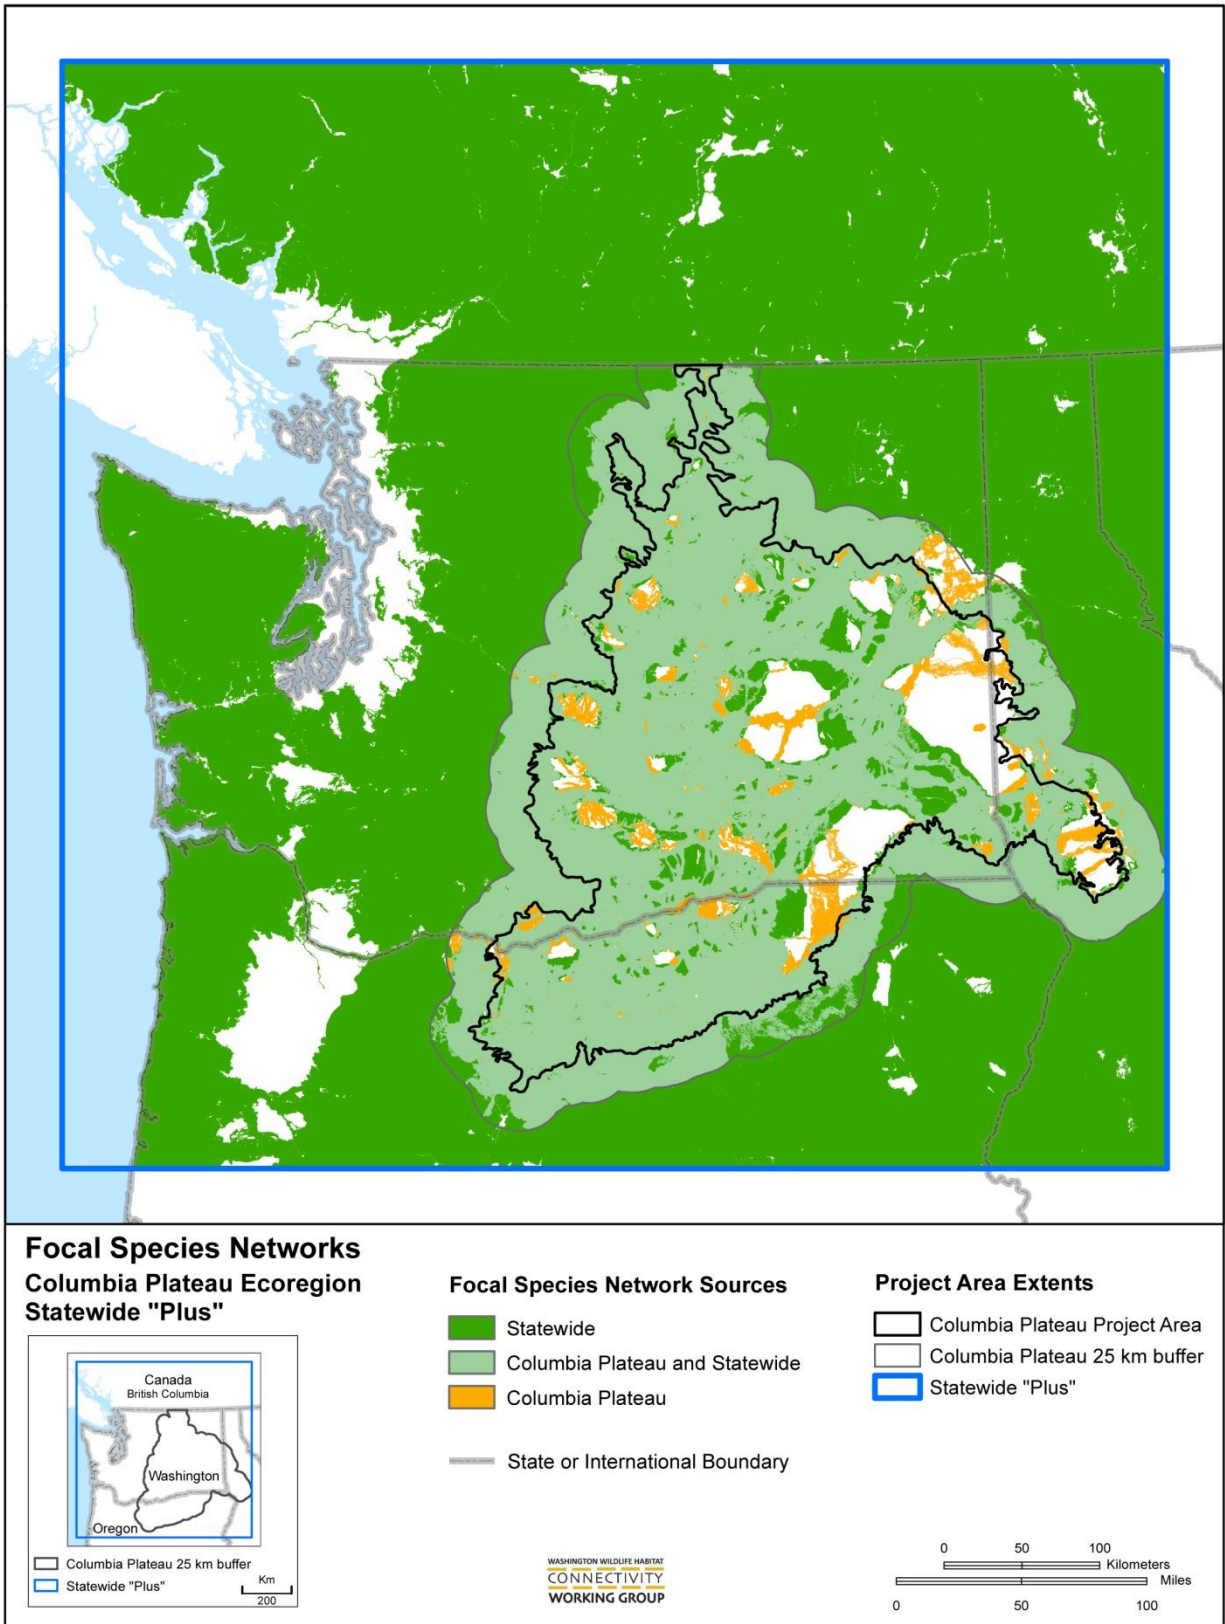 Focal Species Networks
Columbia Plateau Ecoregion
Statewide "Plus"
Canada
British Columbia
Washington
Oregon
Columbia Plateau 25 km buffer
Statewide "Plus"
Km
200
Focal Species Network Sources
Statewide
Columbia Plateau and Statewide
Columbia Plateau
State or International Boundary
WASHINGTON WILDLIFE HABITAT
CONNECTIVITY
WORKING GROUP
Project Area Extents
Columbia Plateau Project Area
Columbia Plateau 25 km buffer
Statewide "Plus"
0 50 100
Kilometers
Miles
0 50 100